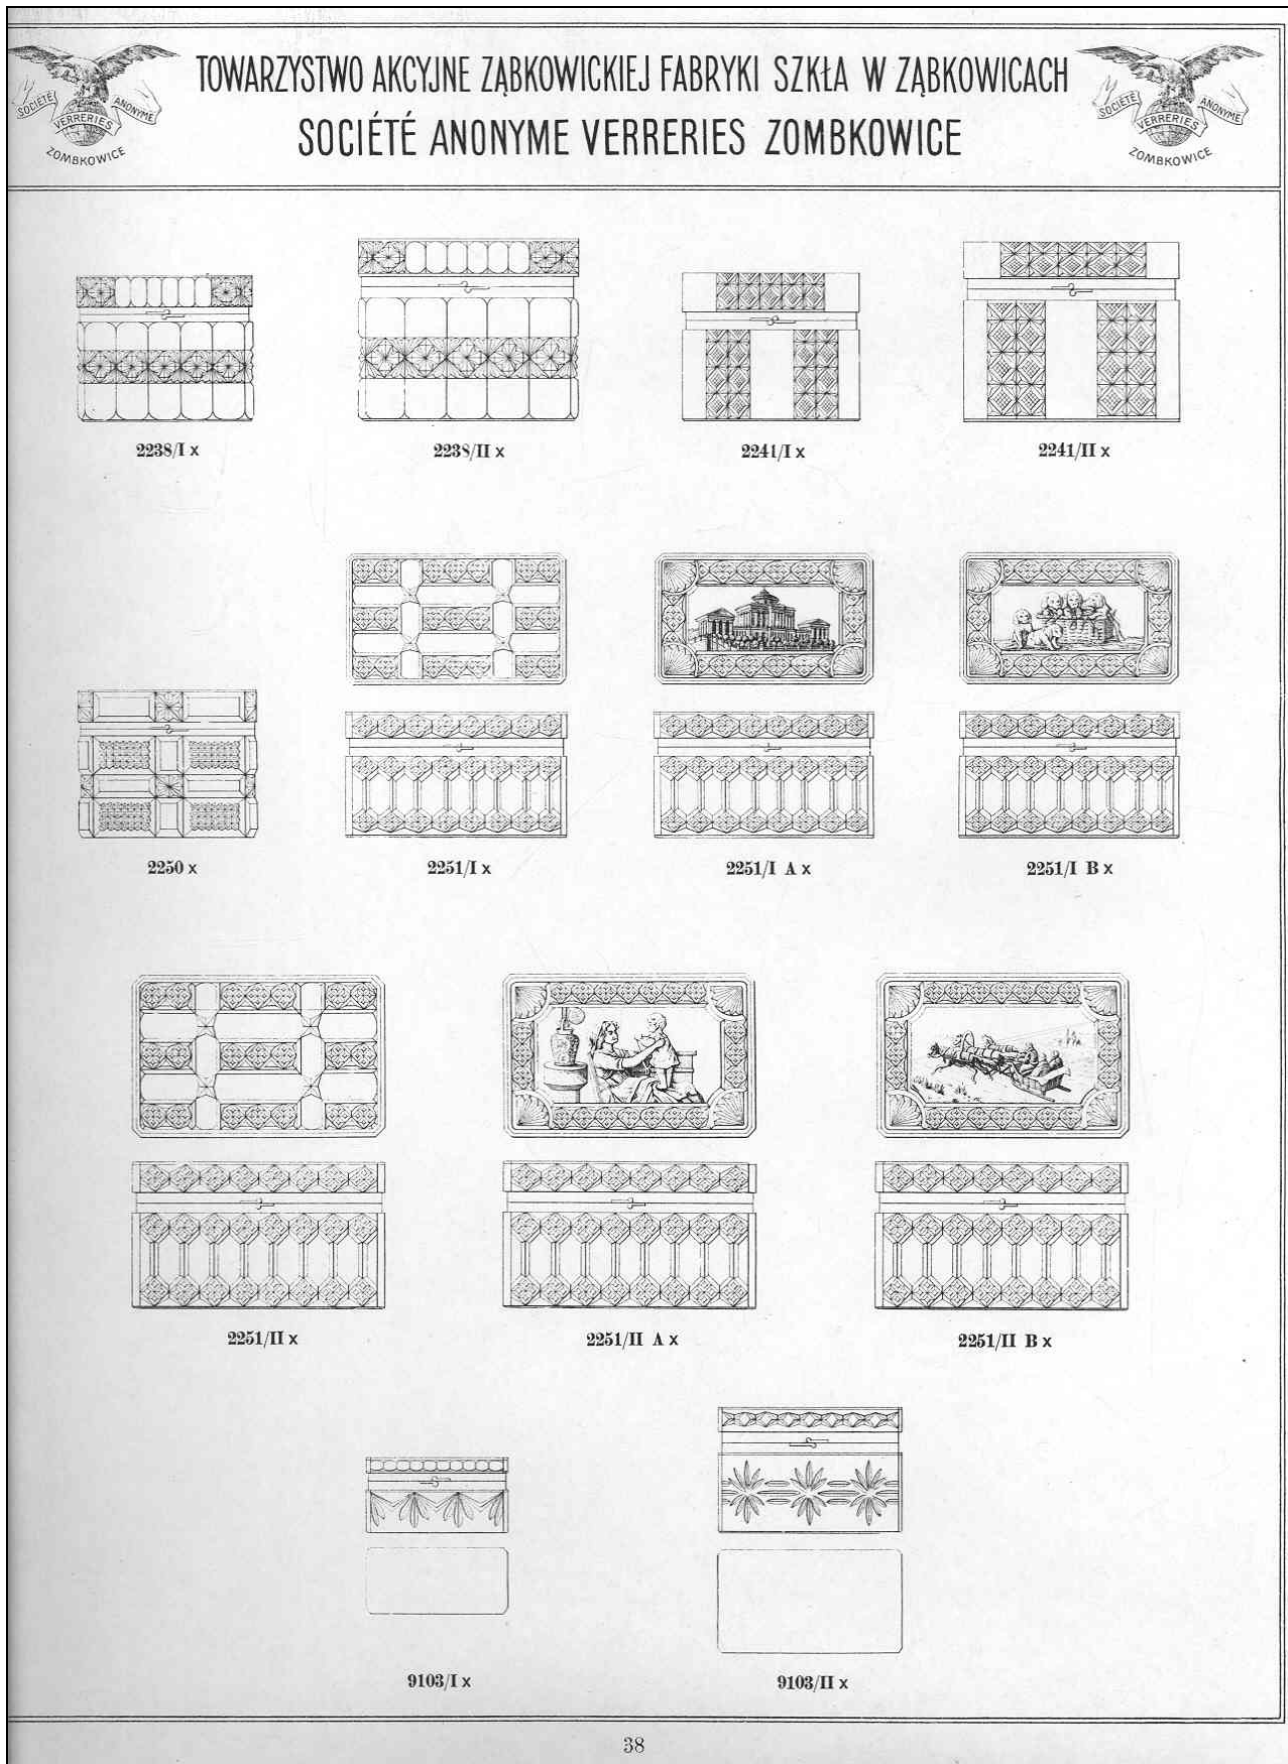 TOWARZYSTWO AKCYJNE ZĄBKOWICKIEJ FABRYKI SZKŁA W ZĄBKOWICACH
SOCIÉTÉ ANONYME VERRERIES ZOMBKOWICE
SOCIÉTÉ ANONYME
VERRERIES
ZOMBKOWICE
SOCIÉTÉ ANONYME
VERRERIES
ZOMBKOWICE
2238/I x
2238/II x
2241/I x
2241/II x
2250 x
2251/I x
2251/I A x
2251/I B x
2251/II x
2251/II A x
2251/II B x
9103/I x
9103/II x
38